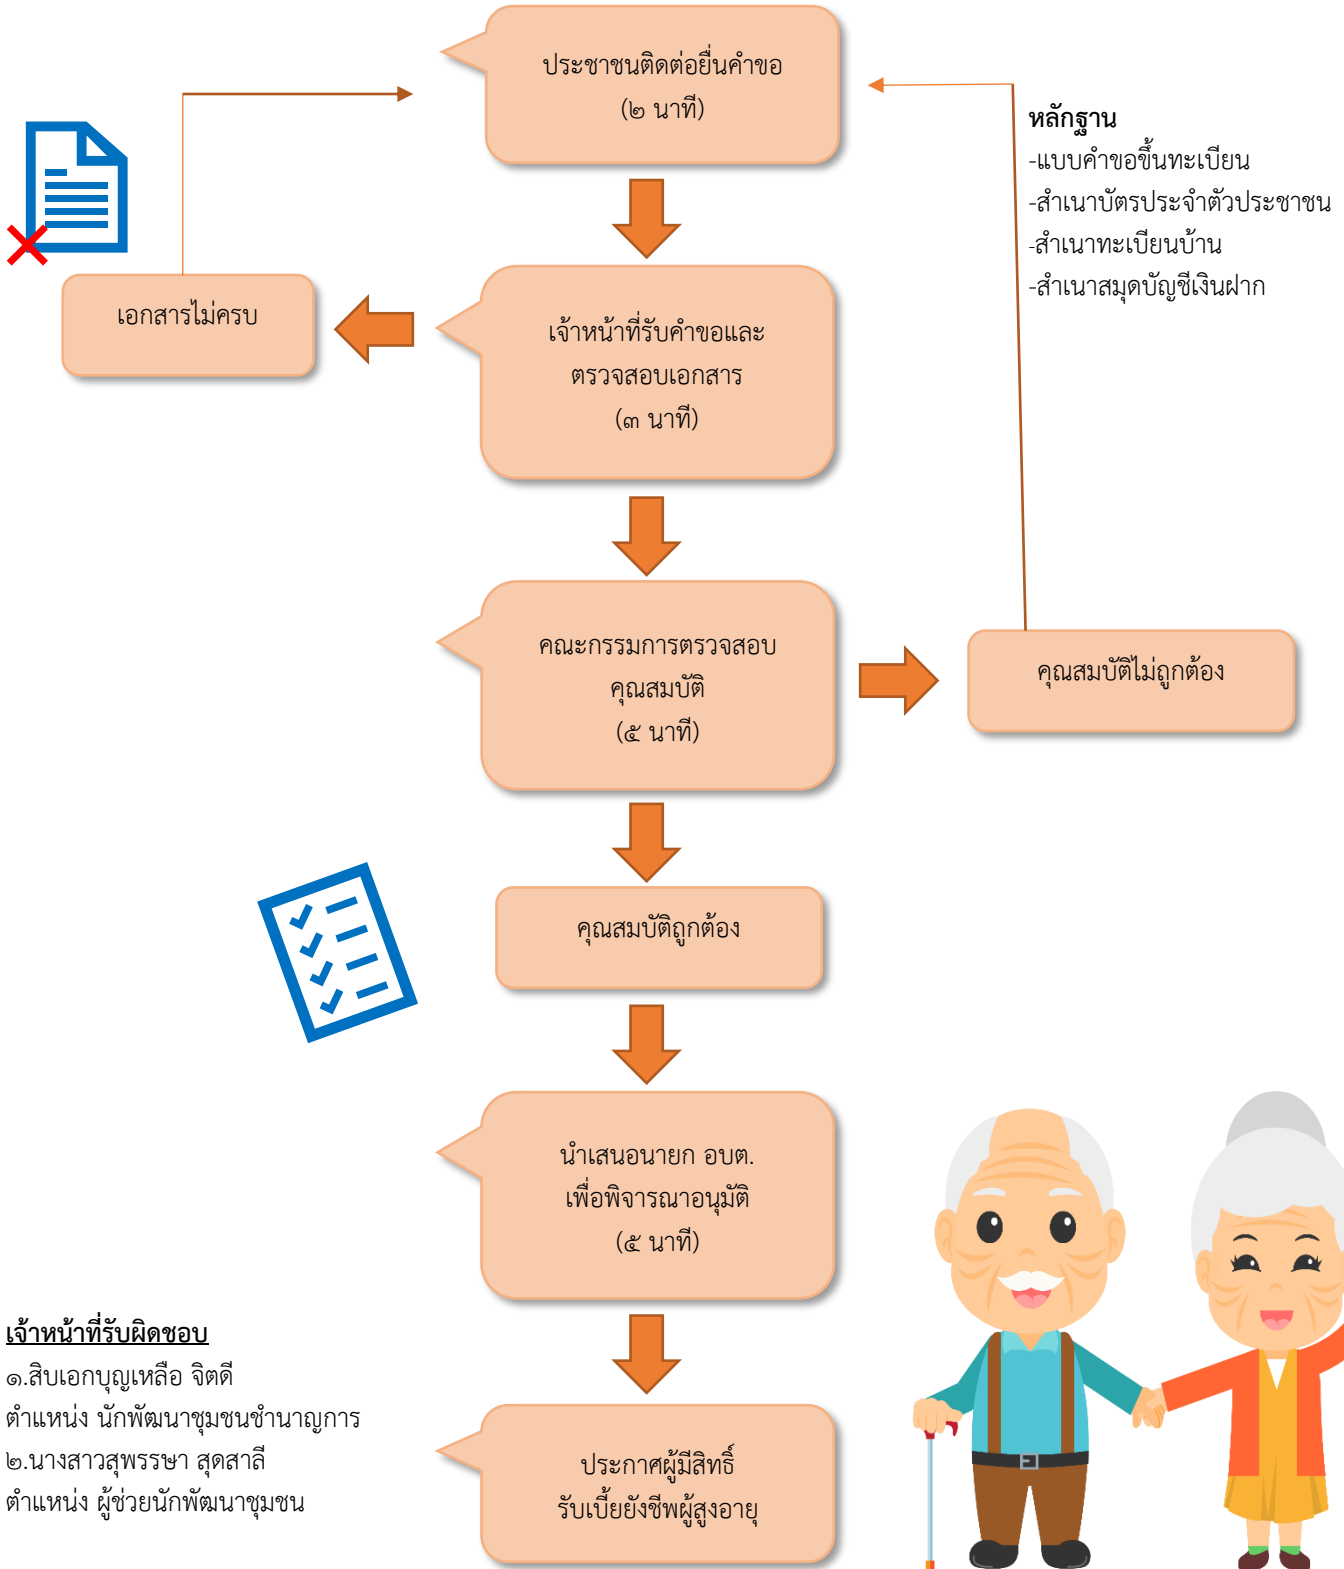 ประชาชนติดต่อยื่นคำขอ
(๒ นาที)
หลักฐาน
-แบบคำขอขึ้นทะเบียน
-สำเนาบัตรประจำตัวประชาชน
-สำเนาทะเบียนบ้าน
-สำเนาสมุดบัญชีเงินฝาก
เอกสารไม่ครบ
เจ้าหน้าที่รับคำขอและ
ตรวจสอบเอกสาร
(๓ นาที)
คณะกรรมการตรวจสอบ
คุณสมบัติ
(๕ นาที)
คุณสมบัติไม่ถูกต้อง
คุณสมบัติถูกต้อง
นำเสนอนายก อบต.
เพื่อพิจารณาอนุมัติ
(๕ นาที)
เจ้าหน้าที่รับผิดชอบ
๑.สิบเอกบุญเหลือ จิตดี
ตำแหน่ง นักพัฒนาชุมชนชำนาญการ
๒.นางสาวสุพรรษา สุดสาลี
ตำแหน่ง ผู้ช่วยนักพัฒนาชุมชน
ประกาศผู้มีสิทธิ์
รับเบี้ยยังชีพผู้สูงอายุ